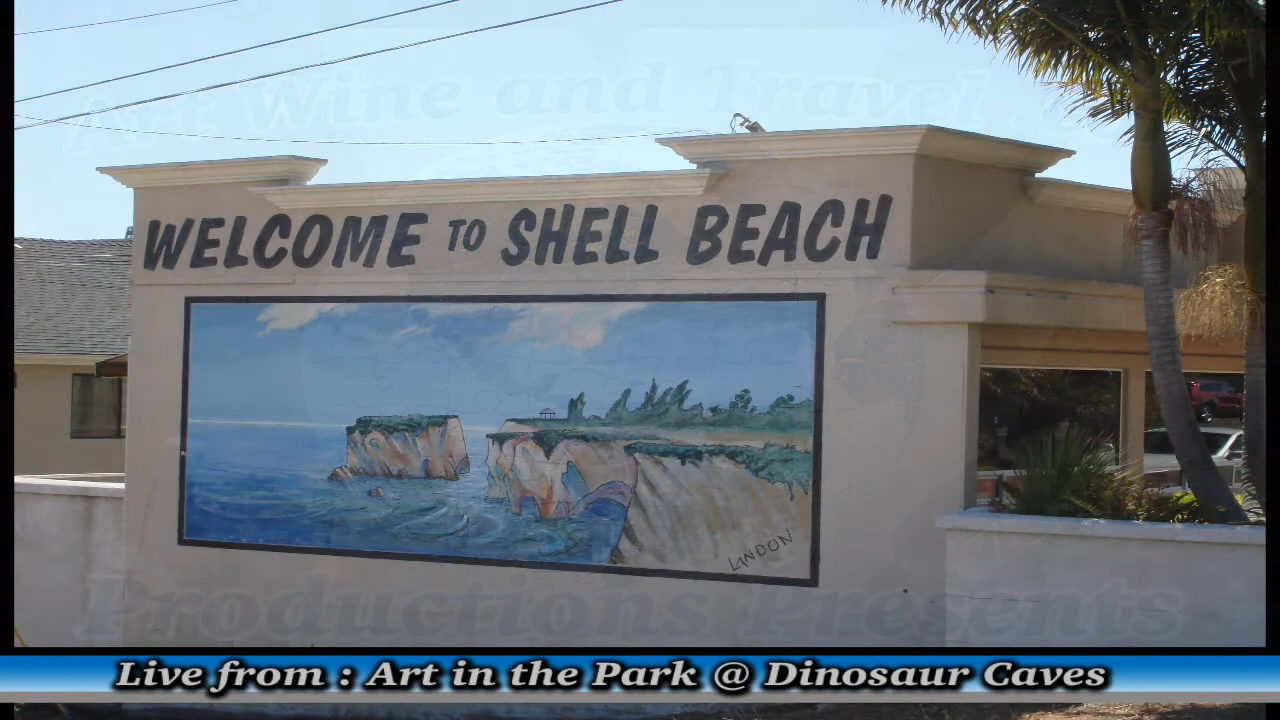 Art Wine and Travel
WELCOME TO SHELL BEACH
LANDON
Productions Presents
Live from : Art in the Park @ Dinosaur Caves